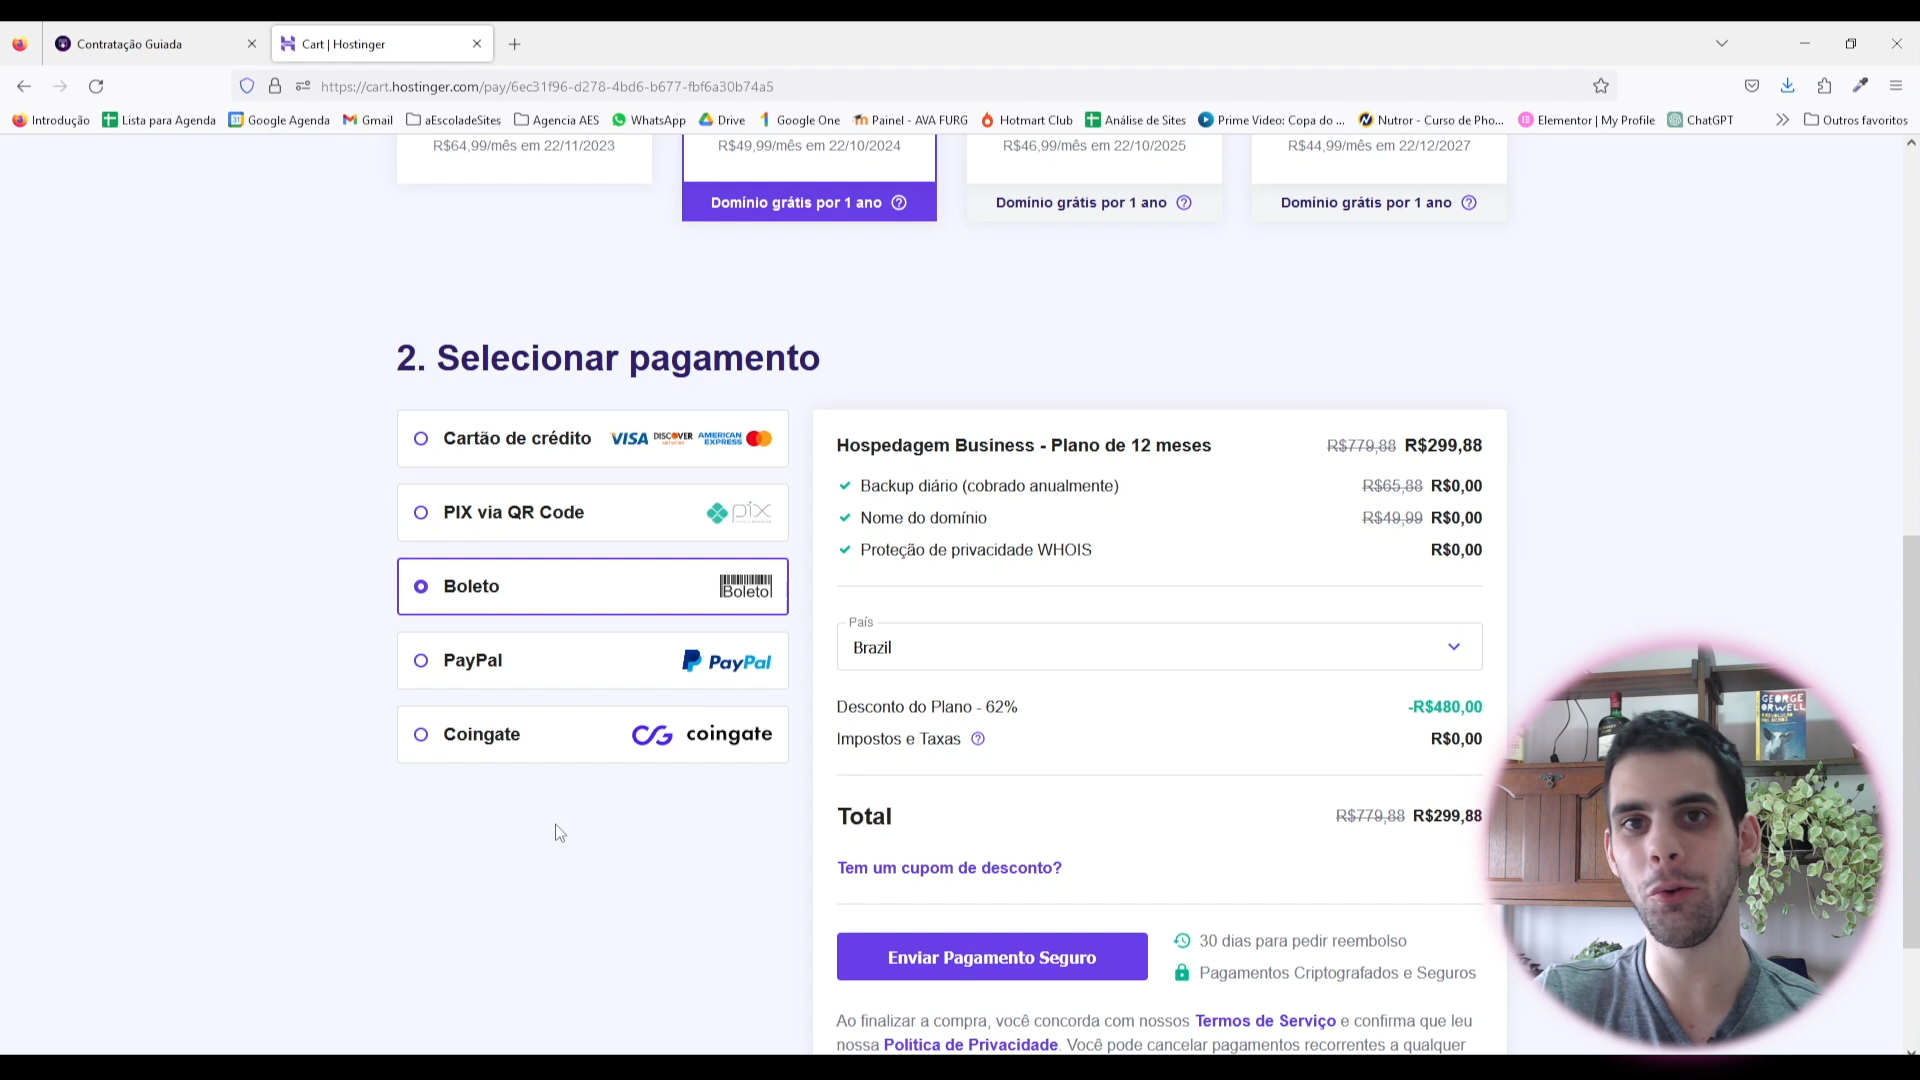 Contratação Guiada
Cart | Hostinger
https://cart.hostinger.com/pay/6ec31f96-d278-4bd6-b677-fbf6a30b74a5
Introdução
Lista para Agenda
Google Agenda
Gmail
aEscoladeSites
Agencia AES
WhatsApp
Drive
Google One
Painel - AVA FURG
Hotmart Club
Análise de Sites
Prime Video: Copa do ...
Nutror - Curso de Pho...
Elementor | My Profile
ChatGPT
Outros favoritos
R$64,99/mês em 22/11/2023
R$49,99/mês em 22/10/2024
R$46,99/mês em 22/10/2025
R$44,99/mês em 22/12/2027
Domínio grátis por 1 ano
Domínio grátis por 1 ano
Domínio grátis por 1 ano
2. Selecionar pagamento
Cartão de crédito VISA DISCOVER AMERICAN EXPRESS
PIX via QR Code pix
Boleto Boleto
PayPal PayPal
Coingate coingate
Hospedagem Business - Plano de 12 meses R$779,88 R$299,88
Backup diário (cobrado anualmente) R$65,88 R$0,00
Nome do domínio R$49,99 R$0,00
Proteção de privacidade WHOIS R$0,00
País
Brazil
Desconto do Plano - 62% -R$480,00
Impostos e Taxas R$0,00
Total R$779,88 R$299,88
Tem um cupom de desconto?
Enviar Pagamento Seguro
30 dias para pedir reembolso
Pagamentos Criptografados e Seguros
Ao finalizar a compra, você concorda com nossos Termos de Serviço e confirma que leu
nossa Política de Privacidade. Você pode cancelar pagamentos recorrentes a qualquer
GEORGE
ORWELL